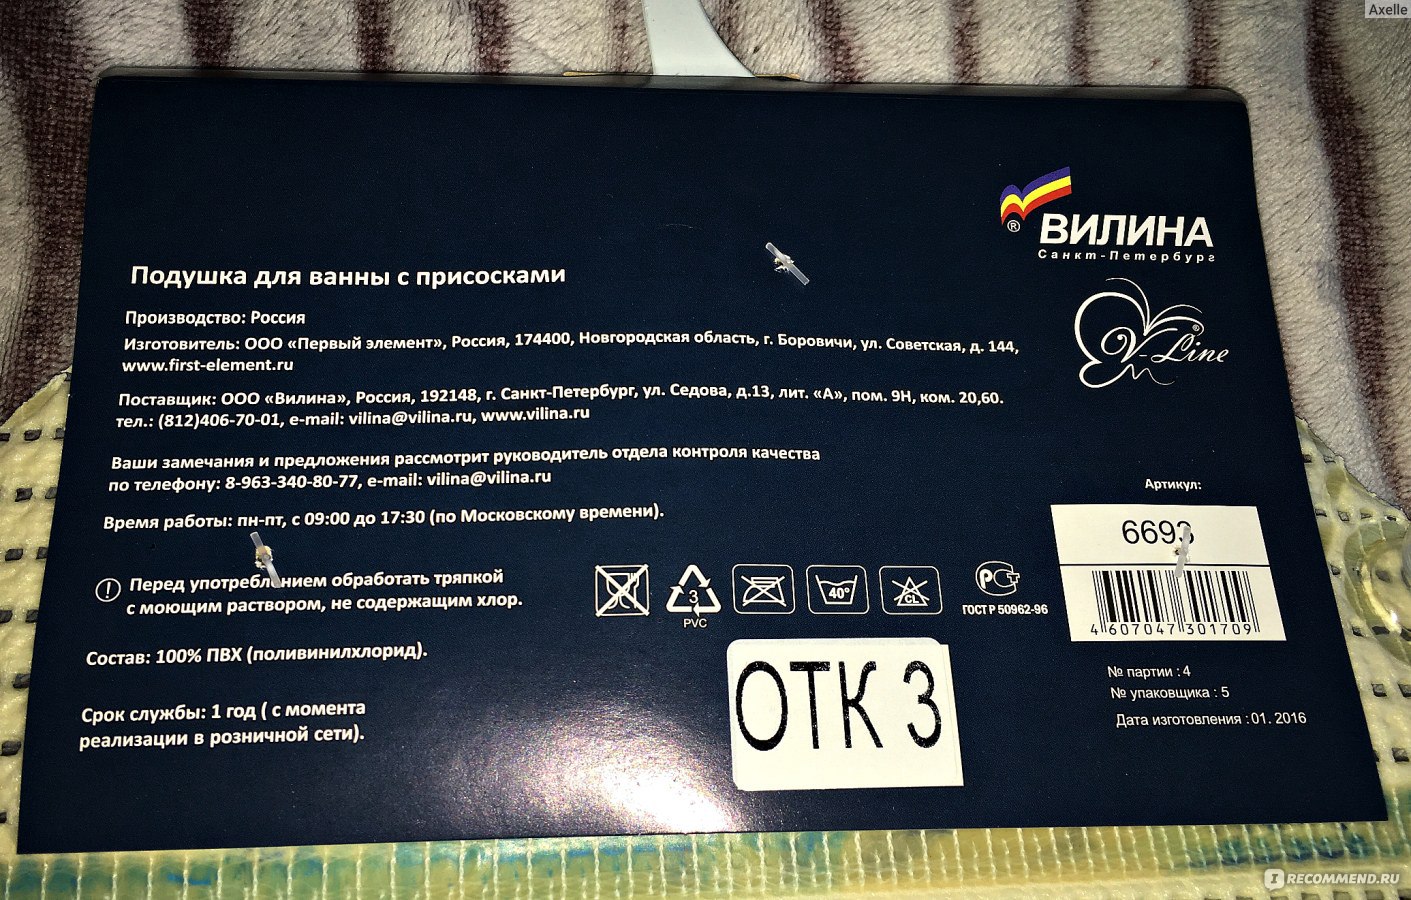 Axelle
® ВИЛИНА
Санкт-Петербург
V-Line®
Подушка для ванны с присосками
Производство: Россия
Изготовитель: ООО «Первый элемент», Россия, 174400, Новгородская область, г. Боровичи, ул. Советская, д. 144,
www.first-element.ru
Поставщик: ООО «Вилина», Россия, 192148, г. Санкт-Петербург, ул. Седова, д.13, лит. «А», пом. 9Н, ком. 20,60.
тел.: (812)406-70-01, e-mail: vilina@vilina.ru, www.vilina.ru
Ваши замечания и предложения рассмотрит руководитель отдела контроля качества
по телефону: 8-963-340-80-77, e-mail: vilina@vilina.ru
Время работы: пн-пт, с 09:00 до 17:30 (по Московскому времени).
Перед употреблением обработать тряпкой
с моющим раствором, не содержащим хлор.
3
PVC
40°
CL
РСТ
ГОСТ Р 50962-96
Состав: 100% ПВХ (поливинилхлорид).
Срок службы: 1 год ( с момента
реализации в розничной сети).
ОТК 3
Артикул:
6693
4 607047 301709
№ партии : 4
№ упаковщика : 5
Дата изготовления : 01. 2016
IRECOMMEND.RU